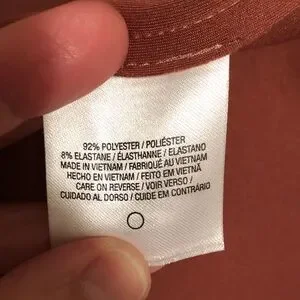 92% POLYESTER / POLIÉSTER
8% ELASTANE / ÉLASTHANNE / ELASTANO
MADE IN VIETNAM / FABRIQUÉ AU VIETNAM
HECHO EN VIETNAM / FEITO EM VIETNÃ
CARE ON REVERSE / VOIR VERSO /
CUIDADO AL DORSO / CUIDE EM CONTRÁRIO